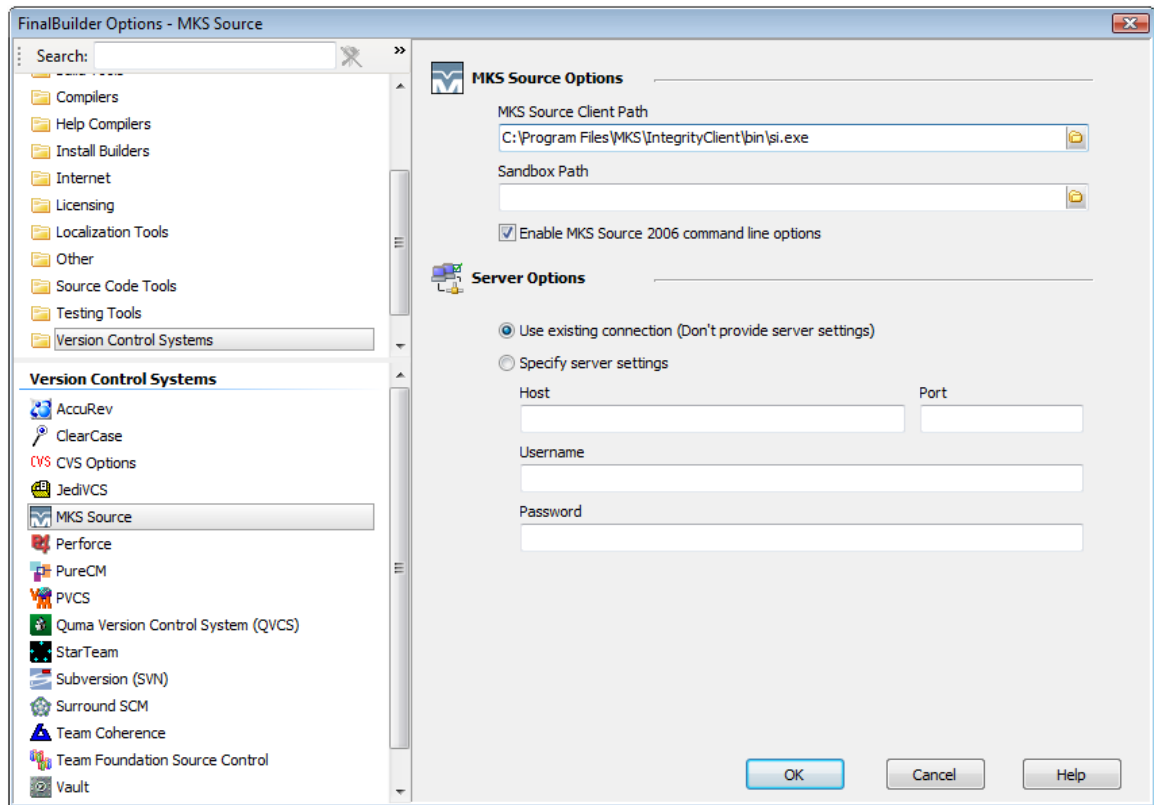 FinalBuilder Options - MKS Source
Search:
»
Compilers
Help Compilers
Install Builders
Internet
Licensing
Localization Tools
Other
Source Code Tools
Testing Tools
Version Control Systems
Version Control Systems
AccuRev
ClearCase
CVS CVS Options
JediVCS
MKS Source
Perforce
PureCM
PVCS
Quma Version Control System (QVCS)
StarTeam
Subversion (SVN)
Surround SCM
Team Coherence
Team Foundation Source Control
Vault
MKS Source Options
MKS Source Client Path
C:\Program Files\MKS\IntegrityClient\bin\si.exe
Sandbox Path
Enable MKS Source 2006 command line options
Server Options
Use existing connection (Don't provide server settings)
Specify server settings
Host Port
Username
Password
OK Cancel Help